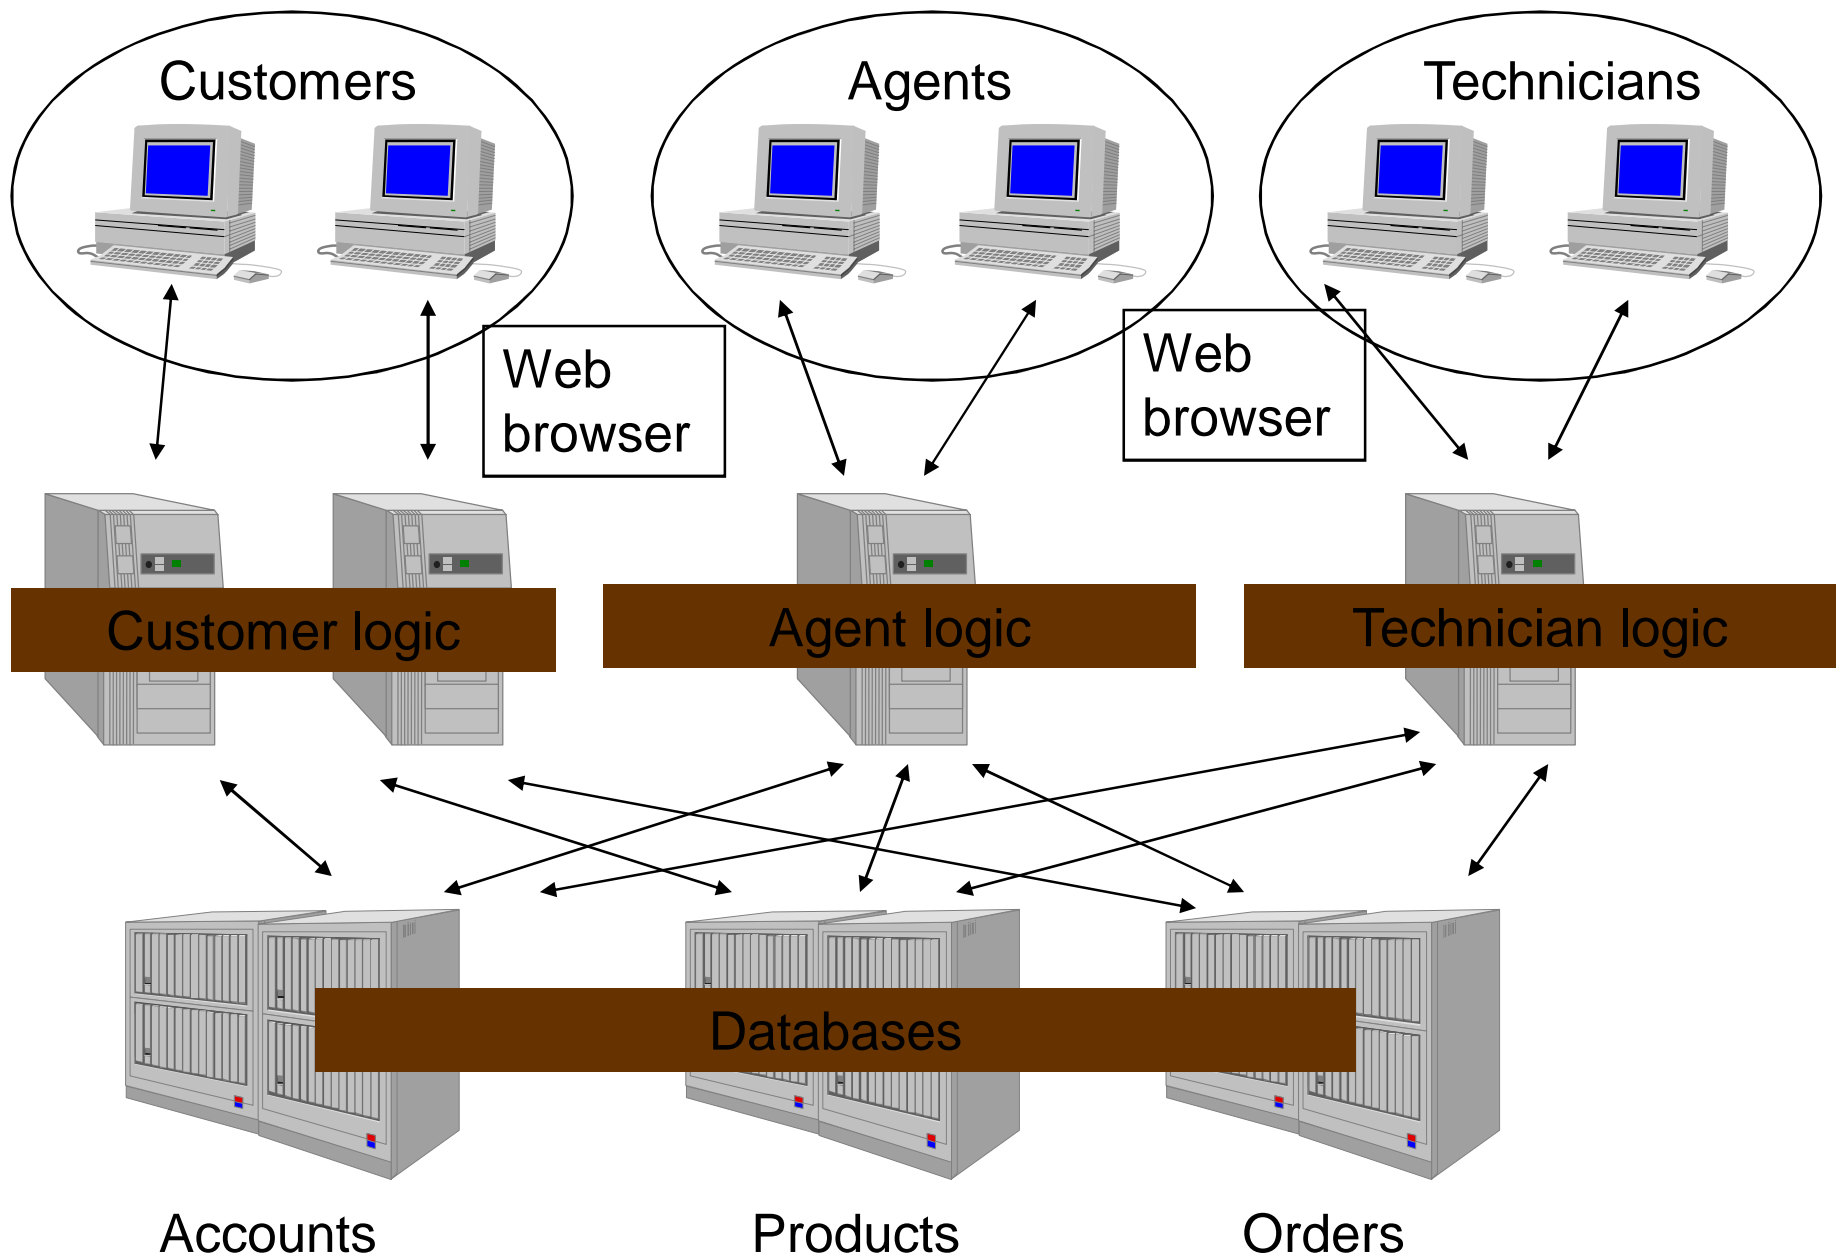 Customers
Agents
Technicians
Web
browser
Web
browser
Customer logic
Agent logic
Technician logic
Databases
Accounts
Products
Orders